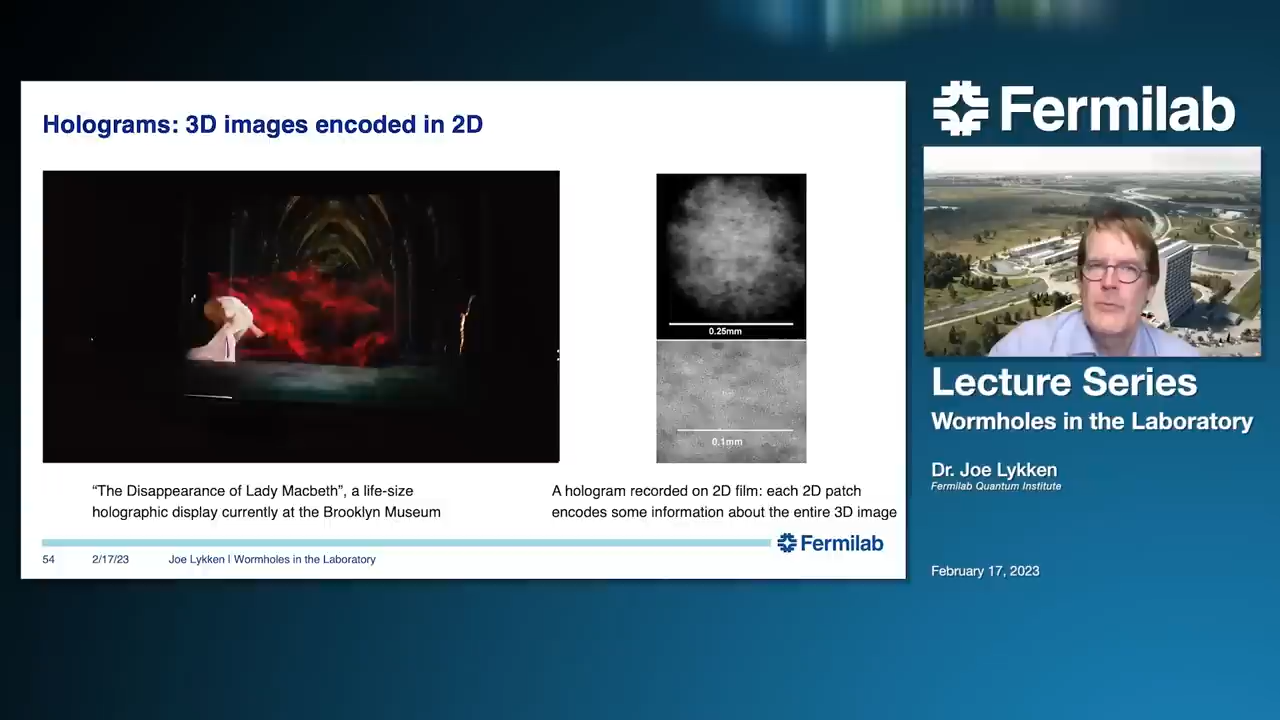 Holograms: 3D images encoded in 2D
0.25mm
0.1mm
“The Disappearance of Lady Macbeth”, a life-size
holographic display currently at the Brooklyn Museum
A hologram recorded on 2D film: each 2D patch
encodes some information about the entire 3D image
Fermilab
54 2/17/23 Joe Lykken | Wormholes in the Laboratory
Fermilab
Lecture Series
Wormholes in the Laboratory
Dr. Joe Lykken
Fermilab Quantum Institute
February 17, 2023